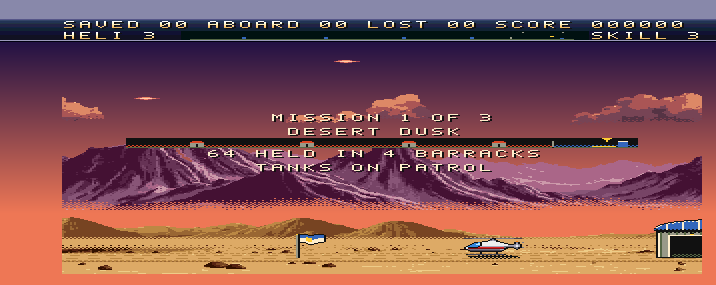 SAVED 00 ABOARD 00 LOST 00 SCORE 000000
HELI 3 SKILL 3
MISSION 1 OF 3
DESERT DUSK
64 HELD IN 4 BARRACKS
TANKS ON PATROL